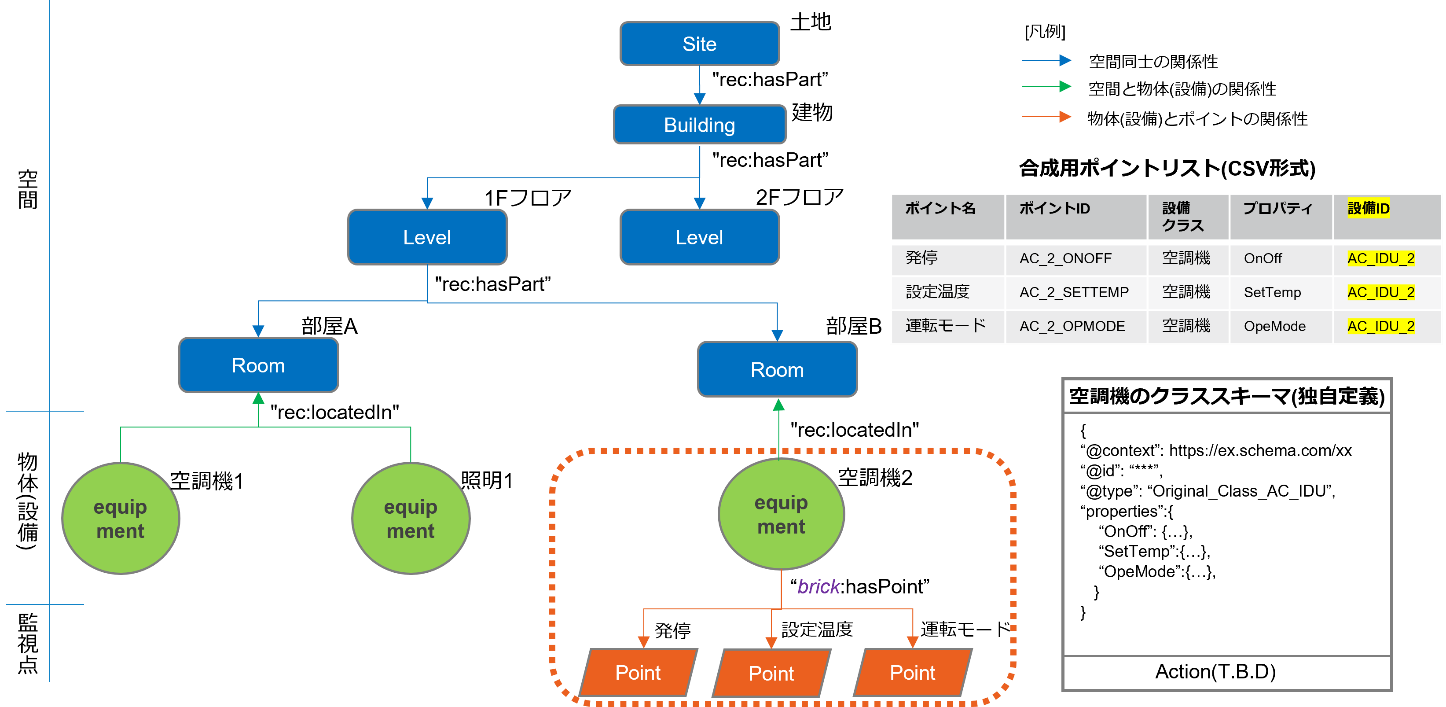 土地
Site
"rec:hasPart”
建物
Building
"rec:hasPart”
1Fフロア
2Fフロア
Level
Level
"rec:hasPart”
部屋A
部屋B
Room
Room
"rec:locatedIn"
"rec:locatedIn"
空調機1
照明1
空調機2
equip
ment
equip
ment
equip
ment
“brick:hasPoint”
発停
設定温度
運転モード
Point
Point
Point
空間
物体(設備)
監視点
[凡例]
空間同士の関係性
空間と物体(設備)の関係性
物体(設備)とポイントの関係性
合成用ポイントリスト(CSV形式)
ポイント名 ポイントID 設備クラス プロパティ 設備ID
発停 AC_2_ONOFF 空調機 OnOff AC_IDU_2
設定温度 AC_2_SETTEMP 空調機 SetTemp AC_IDU_2
運転モード AC_2_OPMODE 空調機 OpeMode AC_IDU_2
空調機のクラススキーマ(独自定義)
{
“@context”: https://ex.schema.com/xx
“@id”: “***”,
“@type”: “Original_Class_AC_IDU”,
“properties”:{
“OnOff”: {…},
“SetTemp”:{…},
“OpeMode”:{…},
}
}
Action(T.B.D)